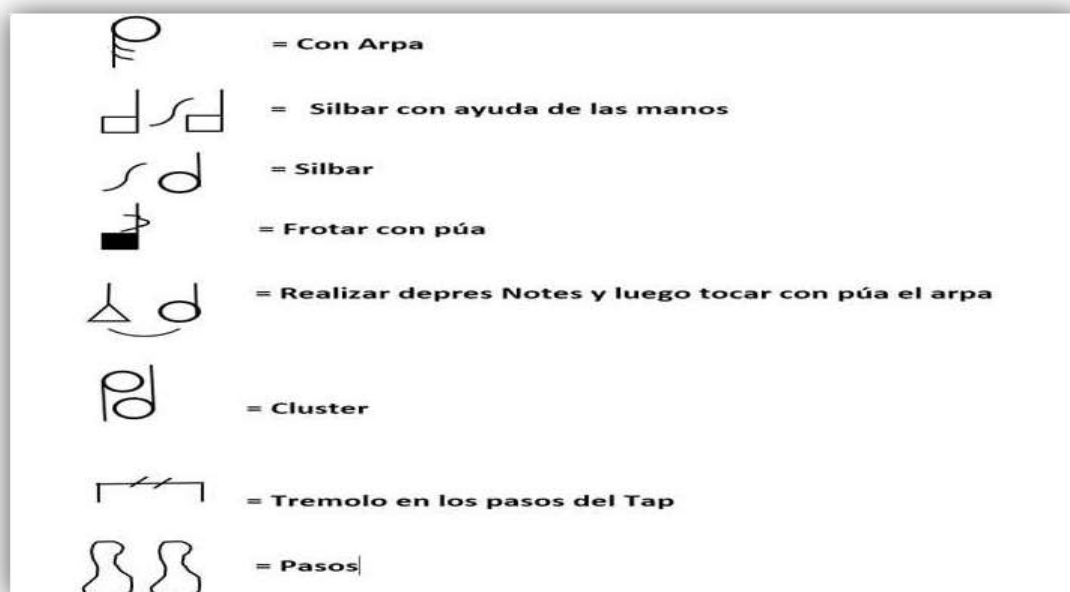 = Con Arpa
= Silbar con ayuda de las manos
= Silbar
= Frotar con púa
= Realizar depres Notes y luego tocar con púa el arpa
= Cluster
= Tremolo en los pasos del Tap
= Pasos